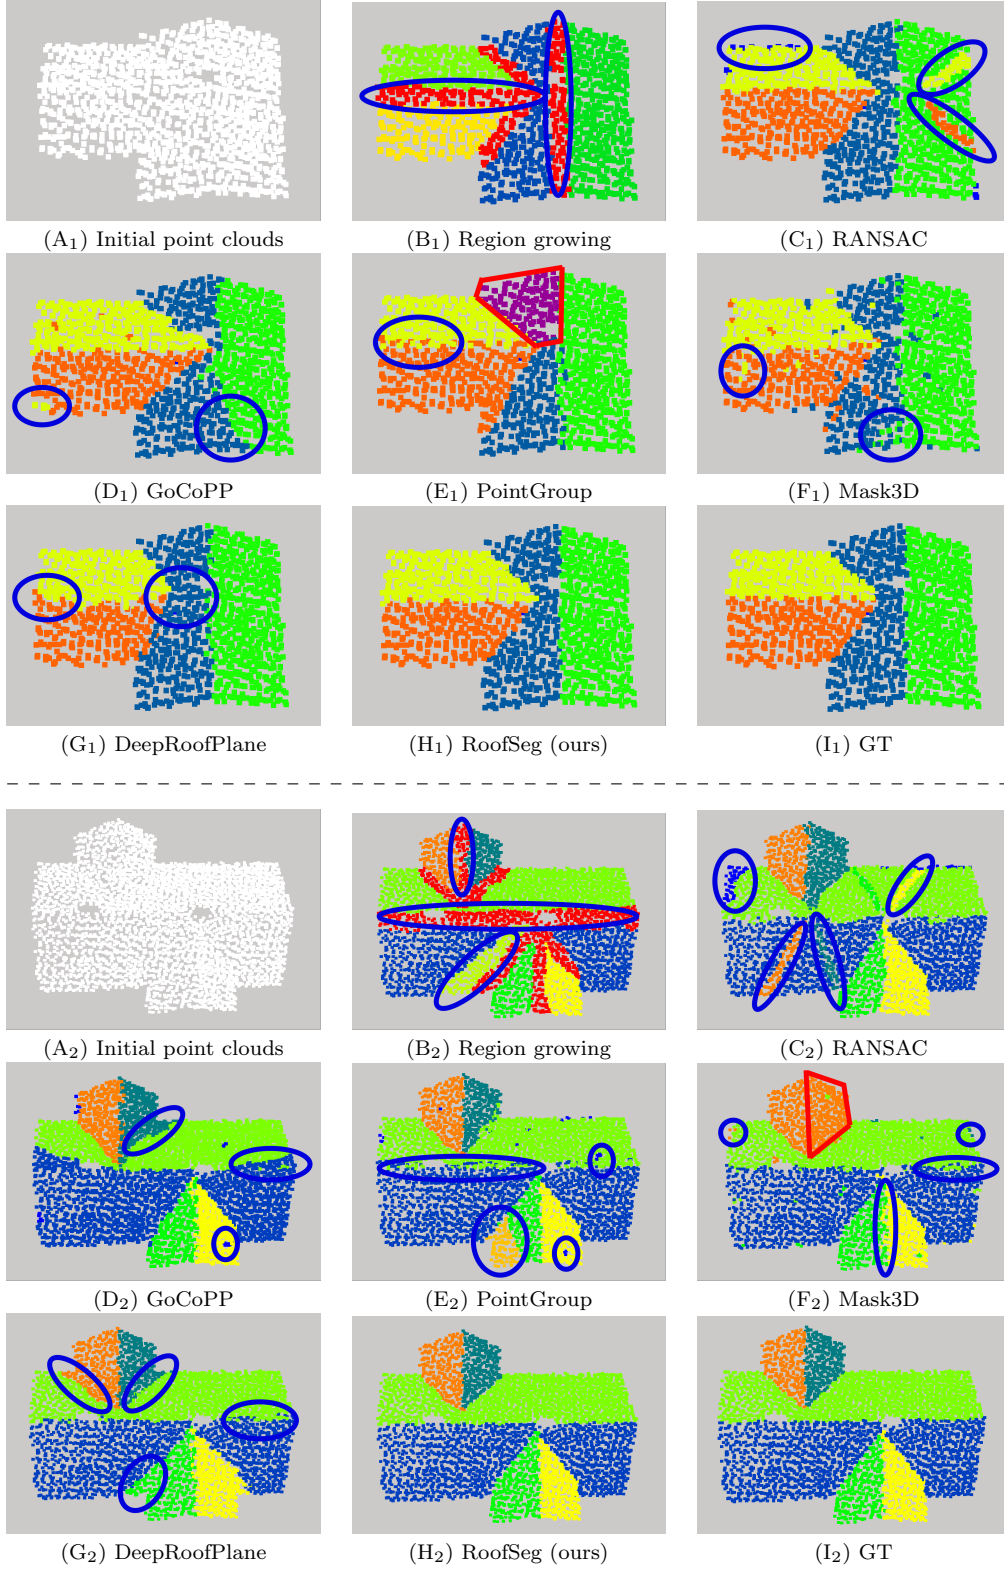 (A₁) Initial point clouds
(B₁) Region growing
(C₁) RANSAC
(D₁) GoCoPP
(E₁) PointGroup
(F₁) Mask3D
(G₁) DeepRoofPlane
(H₁) RoofSeg (ours)
(I₁) GT
(A₂) Initial point clouds
(B₂) Region growing
(C₂) RANSAC
(D₂) GoCoPP
(E₂) PointGroup
(F₂) Mask3D
(G₂) DeepRoofPlane
(H₂) RoofSeg (ours)
(I₂) GT